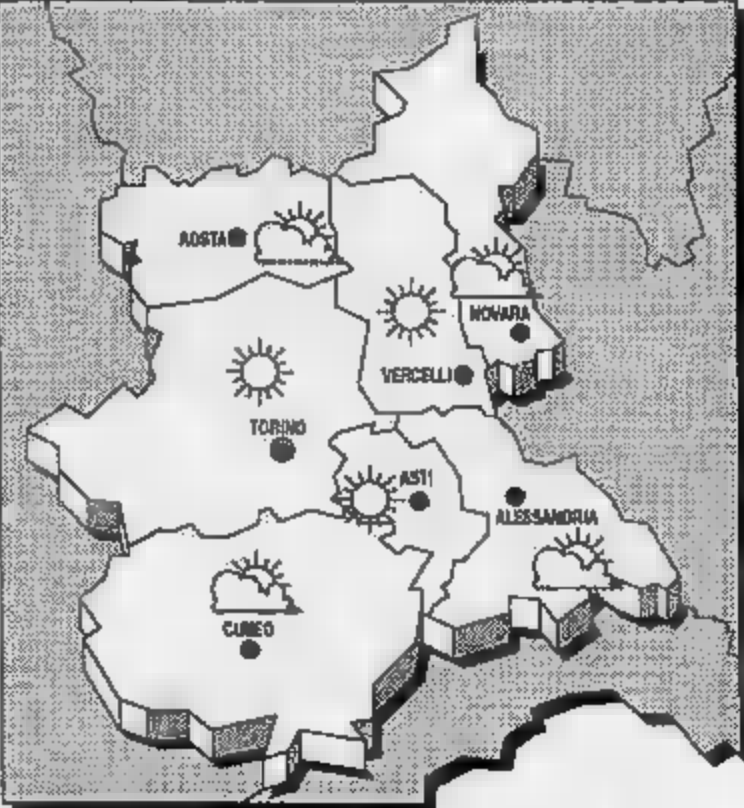 AOSTA
NOVARA
VERCELLI
TORINO
ASTI
ALESSANDRIA
CUNEO